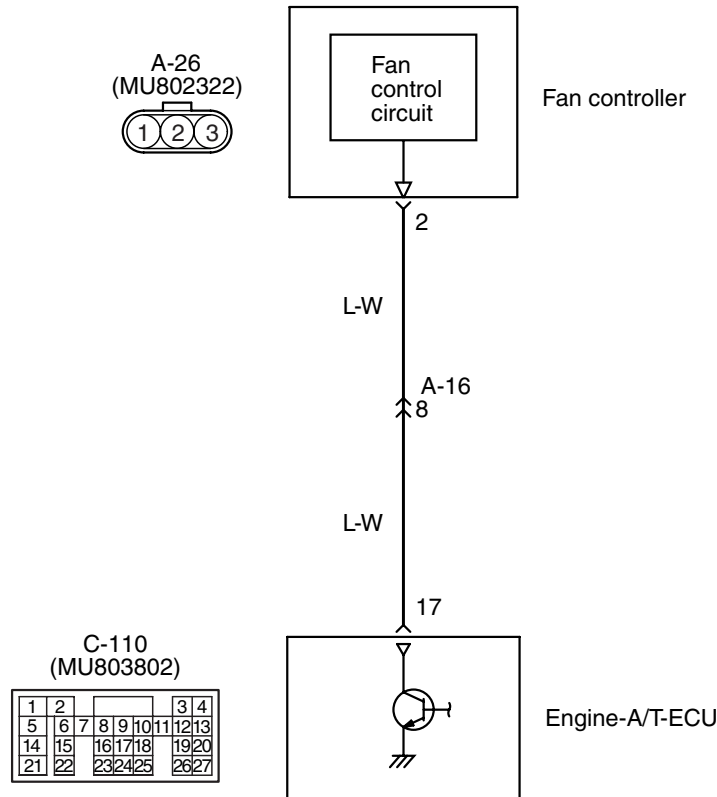 A-26
(MU802322)
1 2 3
Fan
control
circuit
Fan controller
2
L-W
A-16
8
L-W
17
C-110
(MU803802)
1 2 3 4
5 6 7 8 9 10 11 12 13
14 15 16 17 18 19 20
21 22 23 24 25 26 27
Engine-A/T-ECU